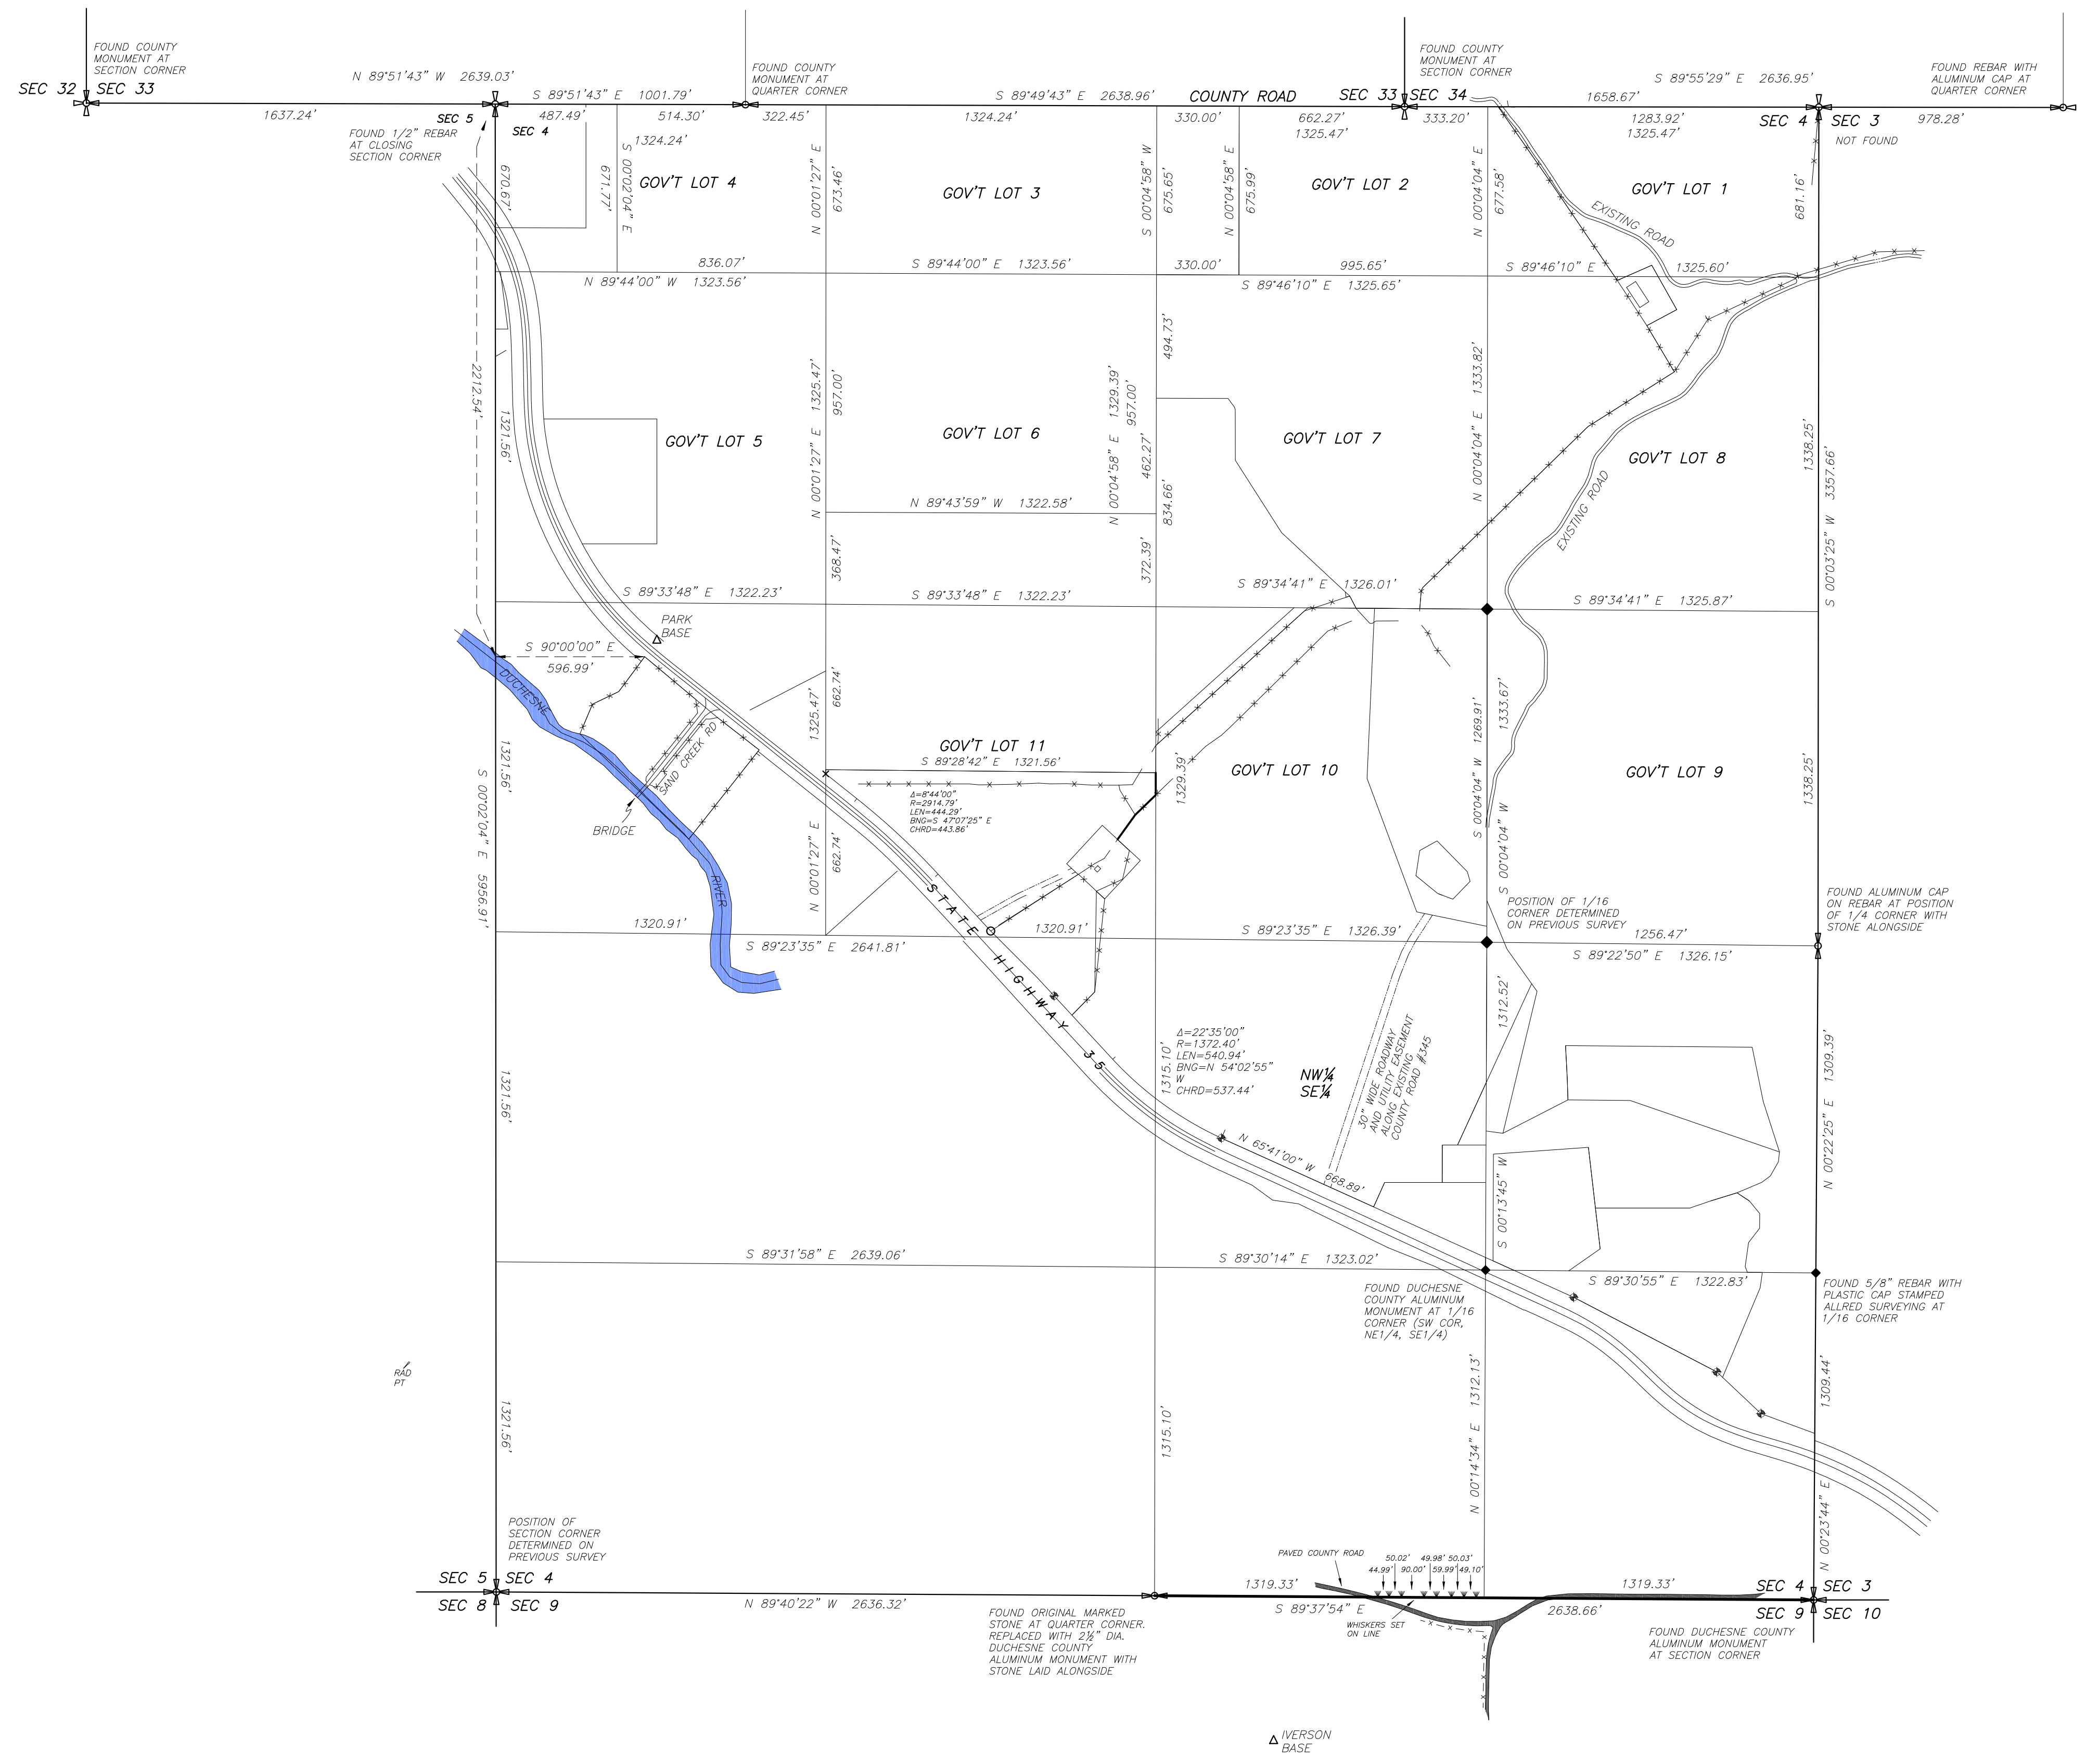 FOUND COUNTY
MONUMENT AT
SECTION CORNER
N 89°51'43" W 2639.03'
SEC 32
SEC 33
1637.24'
FOUND 1/2" REBAR
AT CLOSING
SECTION CORNER
SEC 5
SEC 4
S 89°51'43" E 1001.79'
487.49'
514.30'
1324.24'
FOUND COUNTY
MONUMENT AT
QUARTER CORNER
322.45'
1324.24'
S 89°49'43" E 2638.96'
COUNTY ROAD
330.00'
662.27'
1325.47'
FOUND COUNTY
MONUMENT AT
SECTION CORNER
SEC 33
SEC 34
333.20'
1658.67'
S 89°55'29" E 2636.95'
1283.92'
1325.47'
FOUND REBAR WITH
ALUMINUM CAP AT
QUARTER CORNER
SEC 4
SEC 3
978.28'
NOT FOUND
670.67'
671.77'
S 00°02'04" E
GOV'T LOT 4
N 00°01'27" E
673.46'
GOV'T LOT 3
S 00°04'58" W
675.65'
N 00°04'58" E
675.99'
GOV'T LOT 2
N 00°04'04" E
677.58'
GOV'T LOT 1
681.16'
EXISTING ROAD
836.07'
N 89°44'00" W 1323.56'
S 89°44'00" E 1323.56'
330.00'
995.65'
S 89°46'10" E 1325.65'
S 89°46'10" E
1325.60'
2212.54'
1321.56'
GOV'T LOT 5
N 00°01'27" E 1325.47'
957.00'
GOV'T LOT 6
N 00°04'58" E 1329.39'
957.00'
494.73'
462.27'
GOV'T LOT 7
N 00°04'04" E 1333.82'
GOV'T LOT 8
EXISTING ROAD
1338.25'
S 00°03'25" W 3357.66'
N 89°43'59" W 1322.58'
834.66'
368.47'
372.39'
S 89°33'48" E 1322.23'
S 89°33'48" E 1322.23'
S 89°34'41" E 1326.01'
S 89°34'41" E 1325.87'
PARK
BASE
S 90°00'00" E
596.99'
DUCHESNE
RIVER
SAND CREEK RD
BRIDGE
1321.56'
S 00°02'04" E 5956.91'
1325.47'
662.74'
N 00°01'27" E
662.74'
GOV'T LOT 11
S 89°28'42" E 1321.56'
Δ=8°44'00"
R=2914.79'
LEN=444.29'
BNG=S 47°07'25" E
CHRD=443.86'
1329.39'
GOV'T LOT 10
S 00°04'04" W 1269.91'
1333.67'
S 00°04'04" W
GOV'T LOT 9
1338.25'
POSITION OF 1/16
CORNER DETERMINED
ON PREVIOUS SURVEY
FOUND ALUMINUM CAP
ON REBAR AT POSITION
OF 1/4 CORNER WITH
STONE ALONGSIDE
1320.91'
S 89°23'35" E 2641.81'
1320.91'
S 89°23'35" E 1326.39'
1256.47'
S 89°22'50" E 1326.15'
STATE HIGHWAY 35
1321.56'
1315.10'
Δ=22°35'00"
R=1372.40'
LEN=540.94'
BNG=N 54°02'55"
W
CHRD=537.44'
NW¼
SE¼
30" WIDE ROADWAY
AND UTILITY EASEMENT
ALONG EXISTING
COUNTY ROAD #345
1312.52'
S 00°13'45" W
N 00°22'25" E 1309.39'
N 65°41'00" W
668.89'
S 89°31'58" E 2639.06'
S 89°30'14" E 1323.02'
S 89°30'55" E 1322.83'
FOUND DUCHESNE
COUNTY ALUMINUM
MONUMENT AT 1/16
CORNER (SW COR,
NE1/4, SE1/4)
FOUND 5/8" REBAR WITH
PLASTIC CAP STAMPED
ALLRED SURVEYING AT
1/16 CORNER
RAD
PT
1321.56'
1315.10'
N 00°14'34" E 1312.13'
1309.44'
N 00°23'44" E
POSITION OF
SECTION CORNER
DETERMINED ON
PREVIOUS SURVEY
SEC 5
SEC 4
SEC 8
SEC 9
N 89°40'22" W 2636.32'
FOUND ORIGINAL MARKED
STONE AT QUARTER CORNER.
REPLACED WITH 2½" DIA.
DUCHESNE COUNTY
ALUMINUM MONUMENT WITH
STONE LAID ALONGSIDE
PAVED COUNTY ROAD
50.02'
49.98'
50.03'
44.99'
90.00'
59.99'
49.10'
1319.33'
S 89°37'54" E
WHISKERS SET
ON LINE
1319.33'
2638.66'
SEC 4
SEC 3
SEC 9
SEC 10
FOUND DUCHESNE COUNTY
ALUMINUM MONUMENT
AT SECTION CORNER
IVERSON
BASE